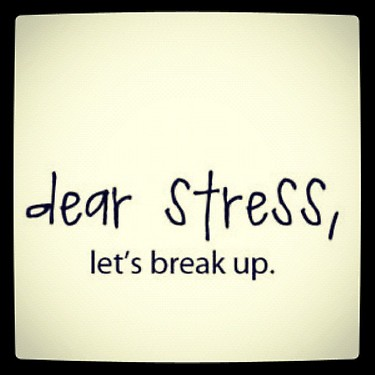 dear stress,
let's break up.